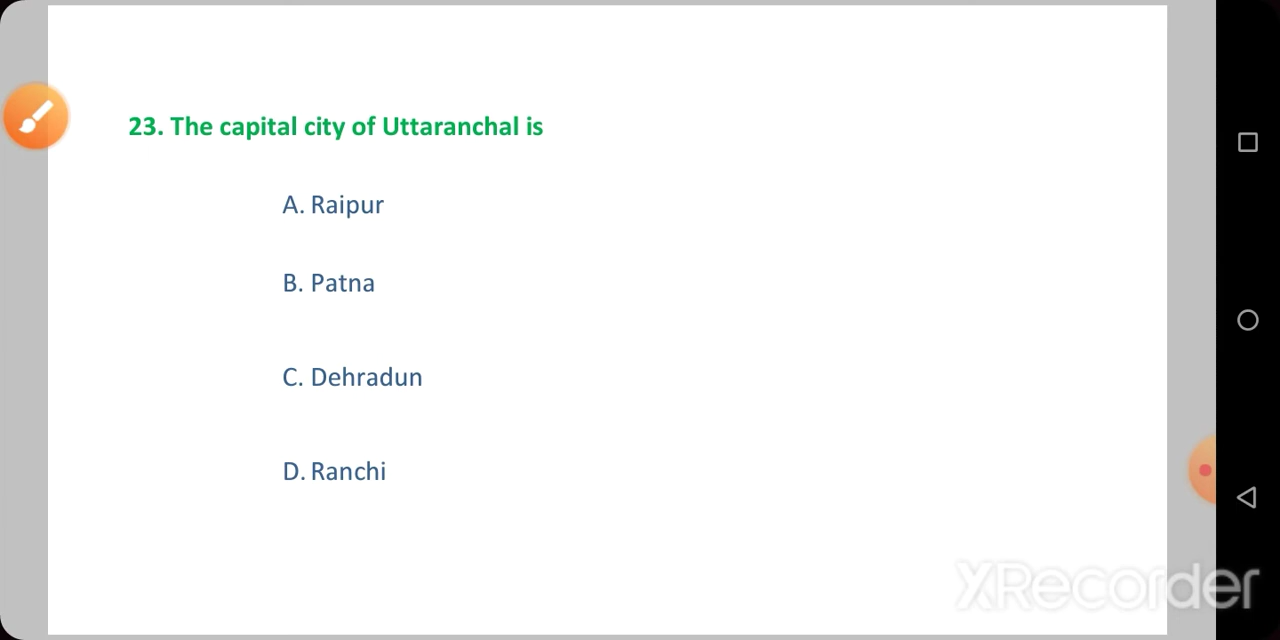 23. The capital city of Uttaranchal is
A. Raipur
B. Patna
C. Dehradun
D. Ranchi
XRecorder